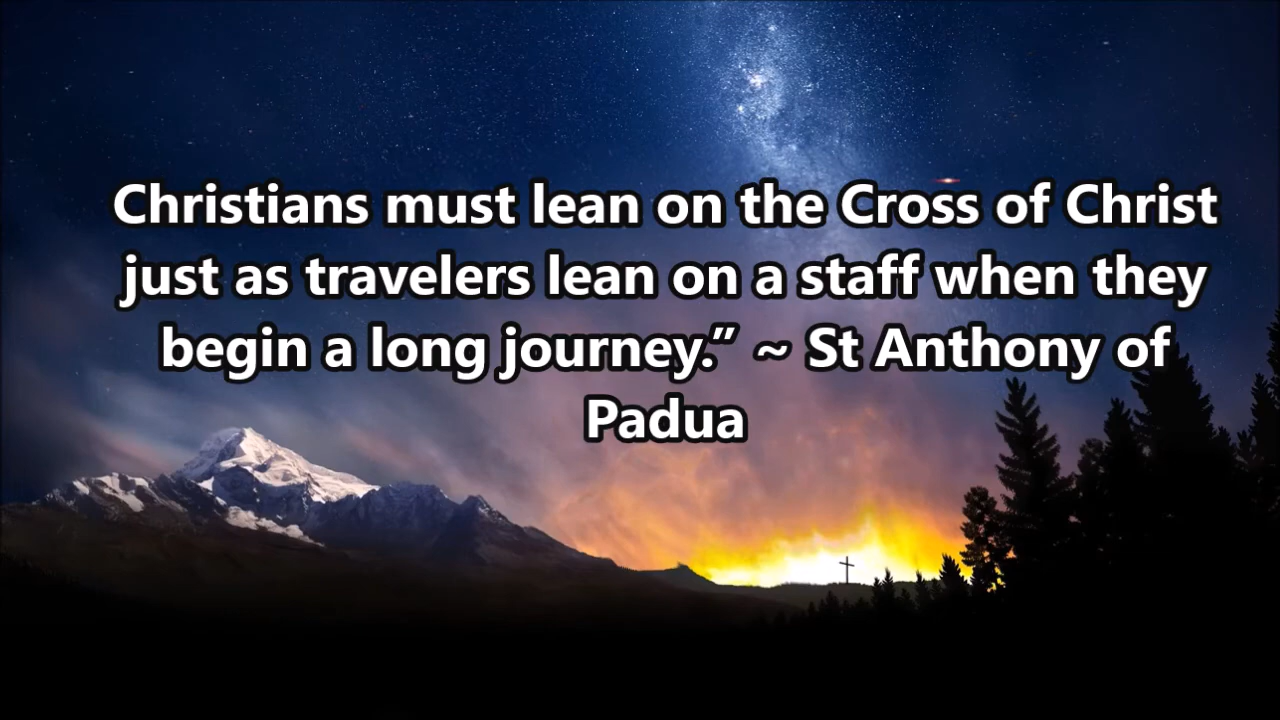 Christians must lean on the Cross of Christ
just as travelers lean on a staff when they
begin a long journey.” ~ St Anthony of
Padua